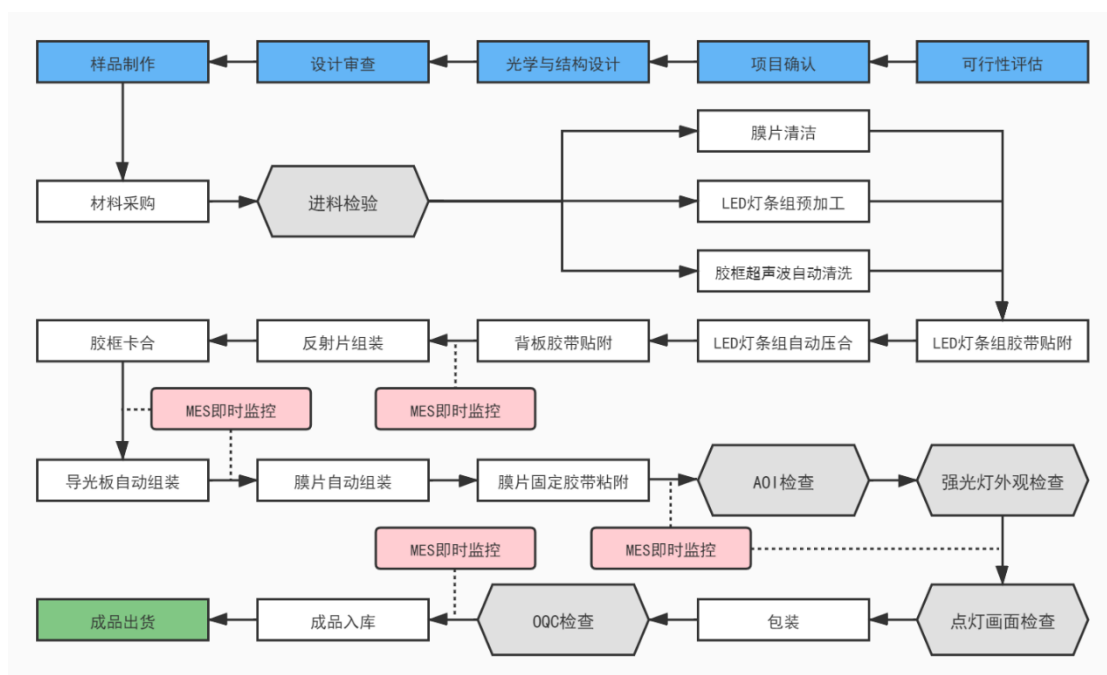 样品制作
设计审查
光学与结构设计
项目确认
可行性评估
膜片清洁
材料采购
进料检验
LED灯条组预加工
胶框超声波自动清洗
胶框卡合
反射片组装
背板胶带贴附
LED灯条组自动压合
LED灯条组胶带贴附
MES即时监控
MES即时监控
导光板自动组装
膜片自动组装
膜片固定胶带粘附
AOI检查
强光灯外观检查
MES即时监控
MES即时监控
成品出货
成品入库
OQC检查
包装
点灯画面检查